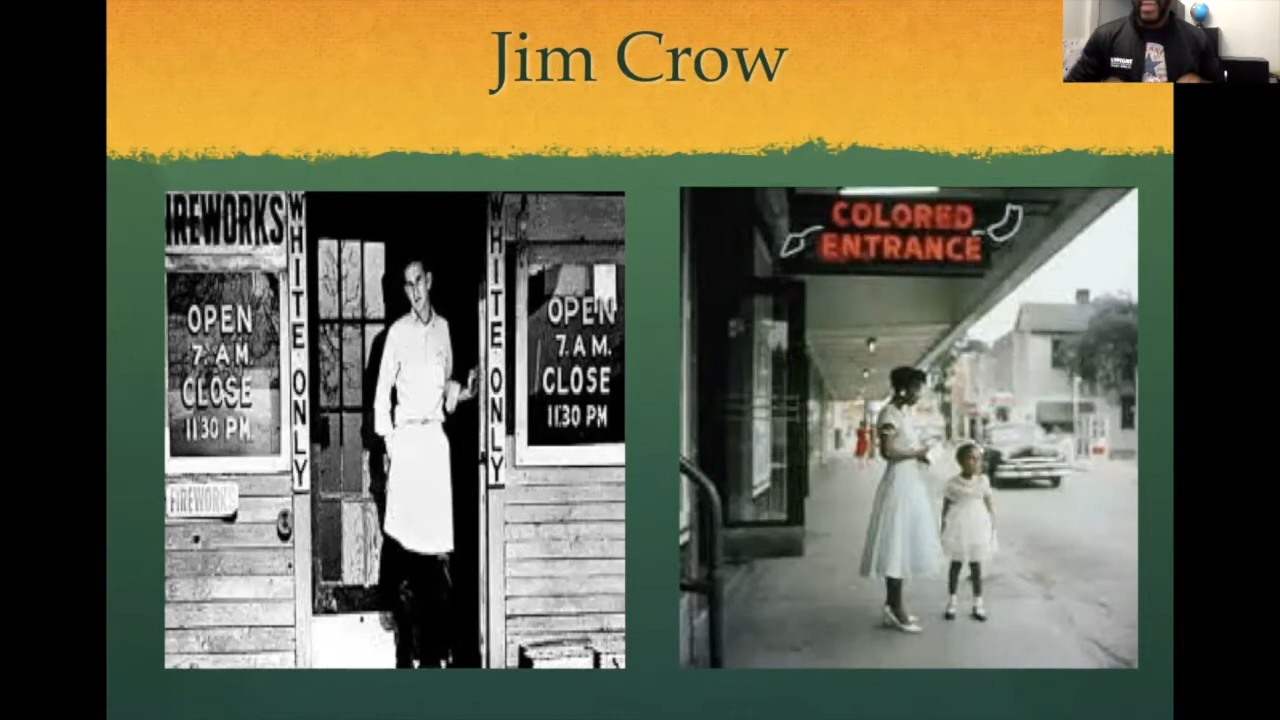 Jim Crow
IREWORKS
WHITE ONLY
WHITE ONLY
OPEN
7 A.M.
CLOSE
11:30 PM.
OPEN
7. A M.
CLOSE
11:30 PM
FIREWORKS
COLORED
ENTRANCE